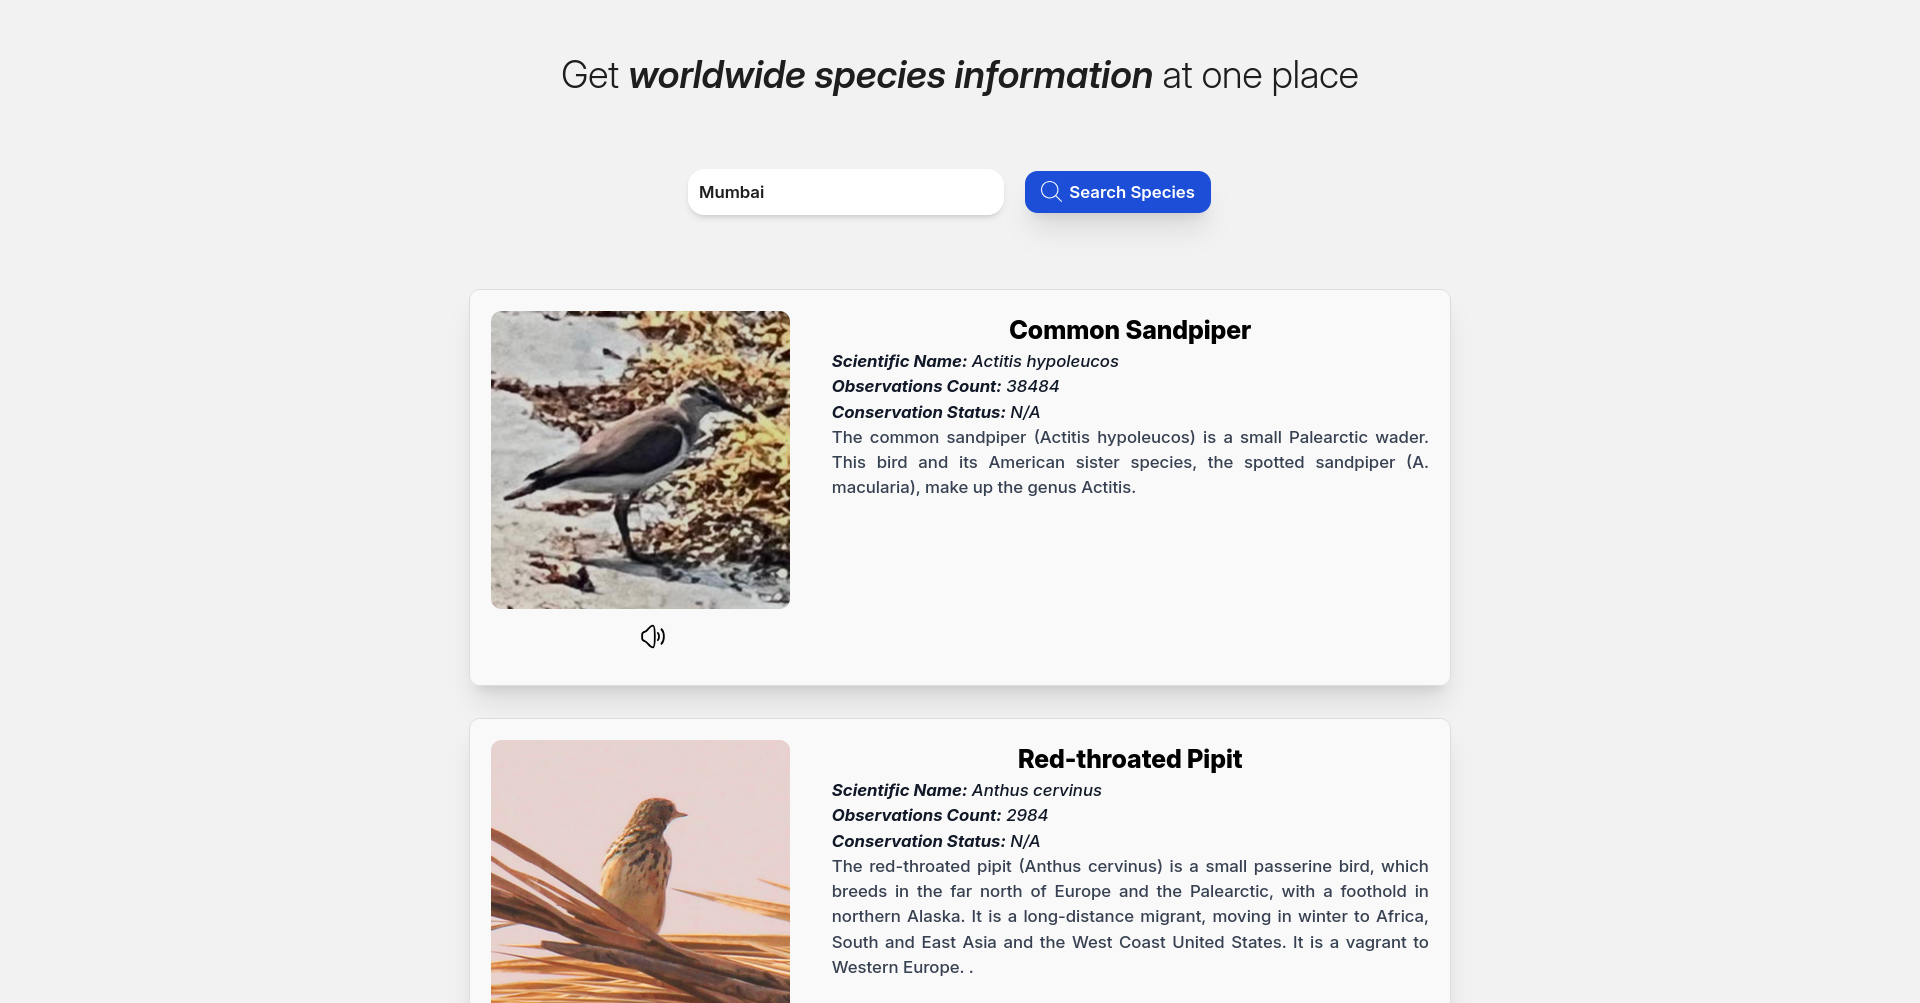 Get worldwide species information at one place
Mumbai
Search Species
Common Sandpiper
Scientific Name: Actitis hypoleucos
Observations Count: 38484
Conservation Status: N/A
The common sandpiper (Actitis hypoleucos) is a small Palearctic wader.
This bird and its American sister species, the spotted sandpiper (A.
macularia), make up the genus Actitis.
Red-throated Pipit
Scientific Name: Anthus cervinus
Observations Count: 2984
Conservation Status: N/A
The red-throated pipit (Anthus cervinus) is a small passerine bird, which
breeds in the far north of Europe and the Palearctic, with a foothold in
northern Alaska. It is a long-distance migrant, moving in winter to Africa,
South and East Asia and the West Coast United States. It is a vagrant to
Western Europe. .